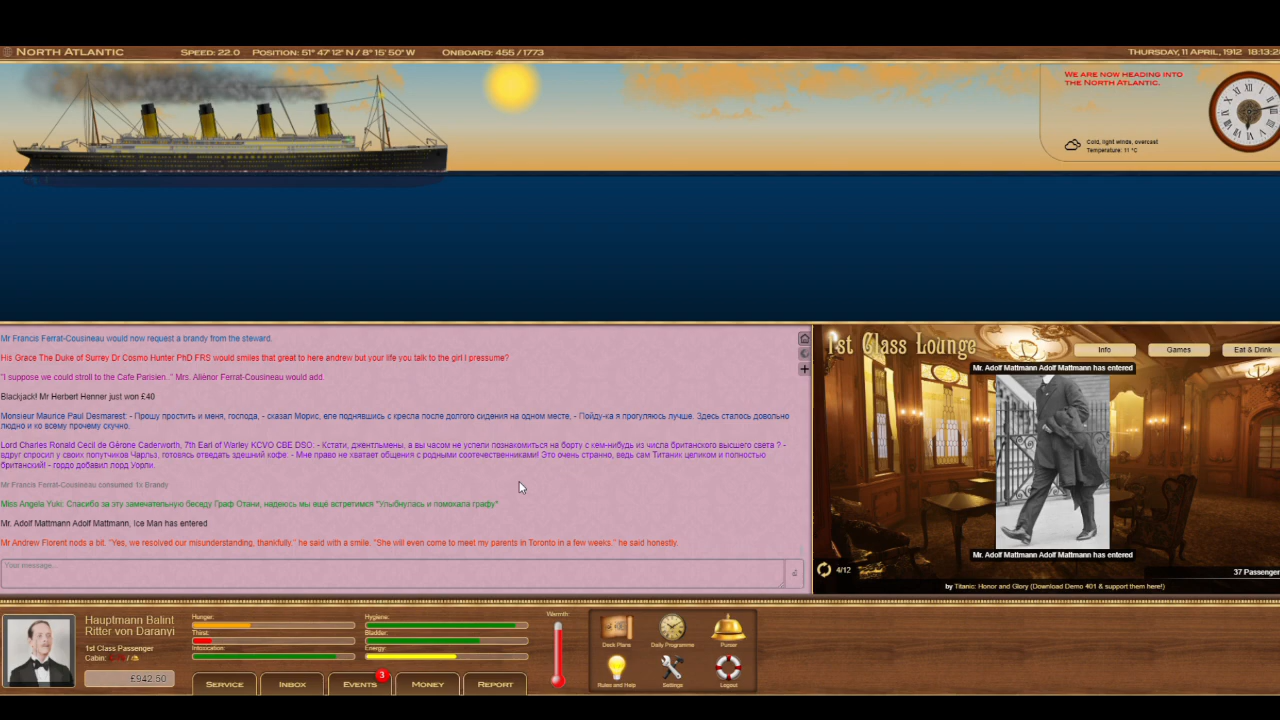 NORTH ATLANTIC
SPEED: 22.0 POSITION: 51° 47' 12" N / 8° 15' 50" W ONBOARD: 455 / 1773
THURSDAY, 11 APRIL, 1912 18:13:2
WE ARE NOW HEADING INTO
THE NORTH ATLANTIC.
Cold, light winds, overcast
Temperature: 11 °C
Mr Francis Ferrat-Cousineau would now request a brandy from the steward.
His Grace The Duke of Surrey Dr Cosmo Hunter PhD FRS would smiles that great to here andrew but your life you talk to the girl I pressume?
"I suppose we could stroll to the Cafe Parisien.." Mrs. Aliénor Ferrat-Cousineau would add.
Blackjack! Mr Herbert Henner just won £40
Monsieur Maurice Paul Desmarest: - Прошу простить и меня, господа, - сказал Морис, еле поднявшись с кресла после долгого сидения на одном месте, - Пойду-ка я прогуляюсь лучше. Здесь сталось довольно
людно и ко всему прочему скучно.
Lord Charles Ronald Cecil de Gérone Caderworth, 7th Earl of Warley KCVO CBE DSO: - Кстати, джентльмены, а вы часом не успели познакомиться на борту с кем-нибудь из числа британского высшего света ? -
вдруг спросил у своих попутчиков Чарльз, готовясь отведать здешний кофе: - Мне право не хватает общения с родными соотечественниками! Это очень странно, ведь сам Титаник целиком и полностью
британский! - гордо добавил лорд Уорли.
Mr Francis Ferrat-Cousineau consumed 1x Brandy
Miss Angela Yuki: Спасибо за эту замечательную беседу Граф Отани, надеюсь мы ещё встретимся *Улыбнулась и помохала графу*
Mr. Adolf Mattmann Adolf Mattmann, Ice Man has entered
Mr Andrew Florent nods a bit. "Yes, we resolved our misunderstanding, thankfully." he said with a smile. "She will even come to meet my parents in Toronto in a few weeks." he said honestly.
Your message...
1st Class Lounge
Info
Games
Eat & Drink
Mr. Adolf Mattmann Adolf Mattmann has entered
Mr. Adolf Mattmann Adolf Mattmann has entered
4/12
37 Passenger
by Titanic: Honor and Glory (Download Demo 401 & support them here!)
Hauptmann Balint
Ritter von Daranyi
1st Class Passenger
Cabin:
£942.50
Hunger:
Thirst:
Intoxication:
Hygiene:
Bladder:
Energy:
Warmth:
SERVICE
INBOX
EVENTS
3
MONEY
REPORT
Deck Plans
Daily Programme
Purser
Rules and Help
Settings
Logout